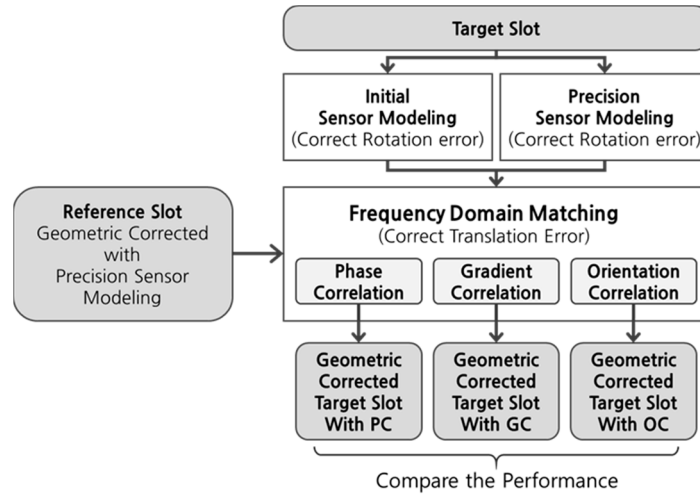 Target Slot
Initial
Sensor Modeling
(Correct Rotation error)
Precision
Sensor Modeling
(Correct Rotation error)
Reference Slot
Geometric Corrected
with
Precision Sensor
Modeling
Frequency Domain Matching
(Correct Translation Error)
Phase
Correlation
Gradient
Correlation
Orientation
Correlation
Geometric
Corrected
Target Slot
With PC
Geometric
Corrected
Target Slot
With GC
Geometric
Corrected
Target Slot
With OC
Compare the Performance